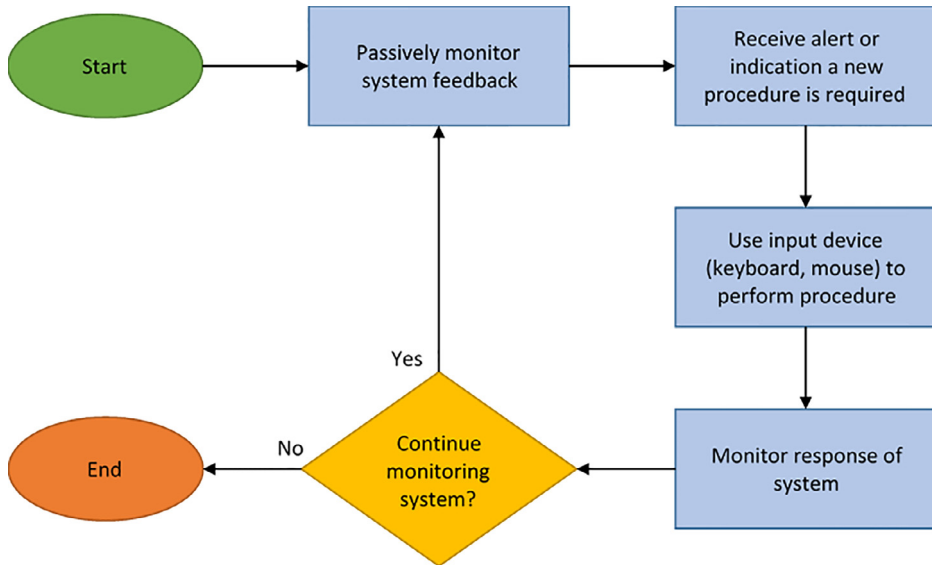 Start
Passively monitor
system feedback
Receive alert or
indication a new
procedure is required
Use input device
(keyboard, mouse) to
perform procedure
Monitor response of
system
Continue
monitoring
system?
Yes
No
End